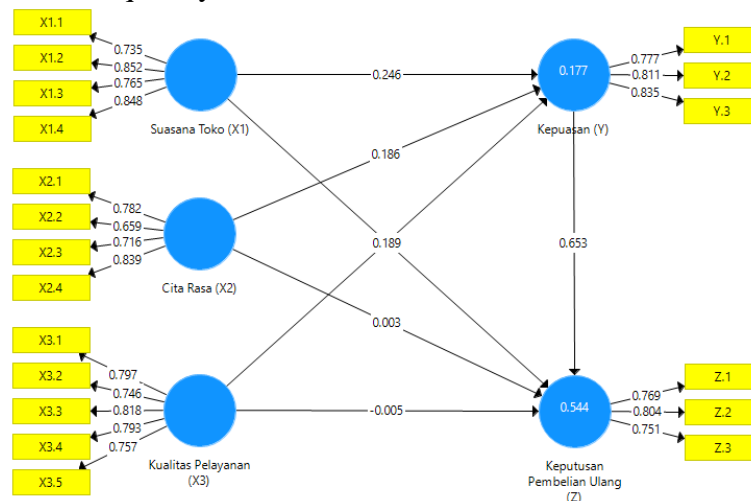 X1.1
X1.2
X1.3
X1.4
0.735
0.852
0.765
0.848
Suasana Toko (X1)
0.246
0.177
Kepuasan (Y)
0.777
0.811
0.835
Y.1
Y.2
Y.3
0.186
X2.1
X2.2
X2.3
X2.4
0.782
0.659
0.716
0.839
Cita Rasa (X2)
0.189
0.653
0.003
X3.1
X3.2
X3.3
X3.4
X3.5
0.797
0.746
0.818
0.793
0.757
Kualitas Pelayanan
(X3)
-0.005
0.544
Keputusan
Pembelian Ulang
(Z)
0.769
0.804
0.751
Z.1
Z.2
Z.3